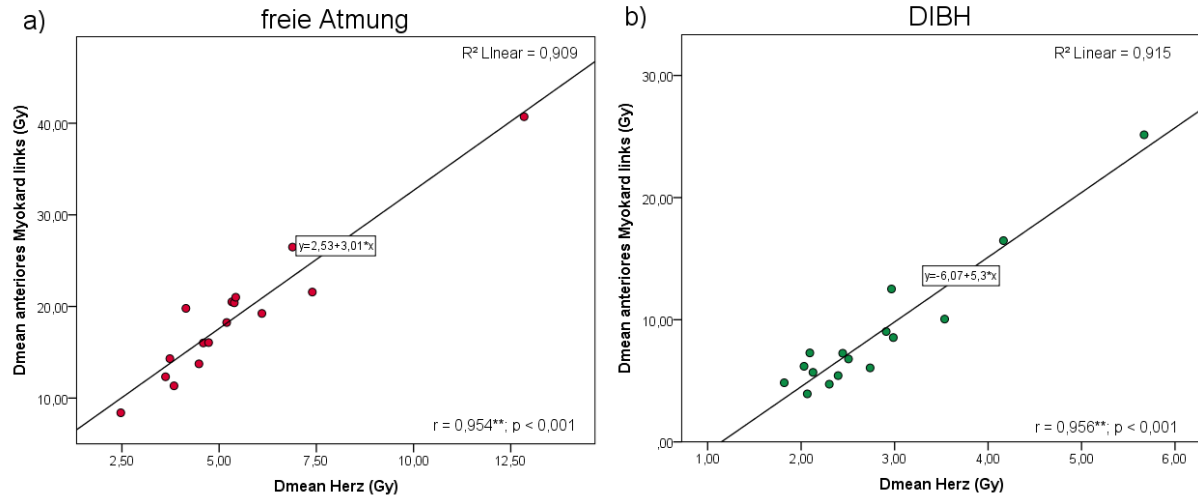 a)
freie Atmung
R² LInear = 0,909
Dmean anteriores Myokard links (Gy)
40,00
30,00
20,00
10,00
y=2,53+3,01*x
r = 0,954**; p < 0,001
2,50
5,00
7,50
10,00
12,50
Dmean Herz (Gy)
b)
DIBH
R² Linear = 0,915
Dmean anteriores Myokard links (Gy)
30,00
20,00
10,00
,00
y=-6,07+5,3*x
r = 0,956**; p < 0,001
1,00
2,00
3,00
4,00
5,00
6,00
Dmean Herz (Gy)